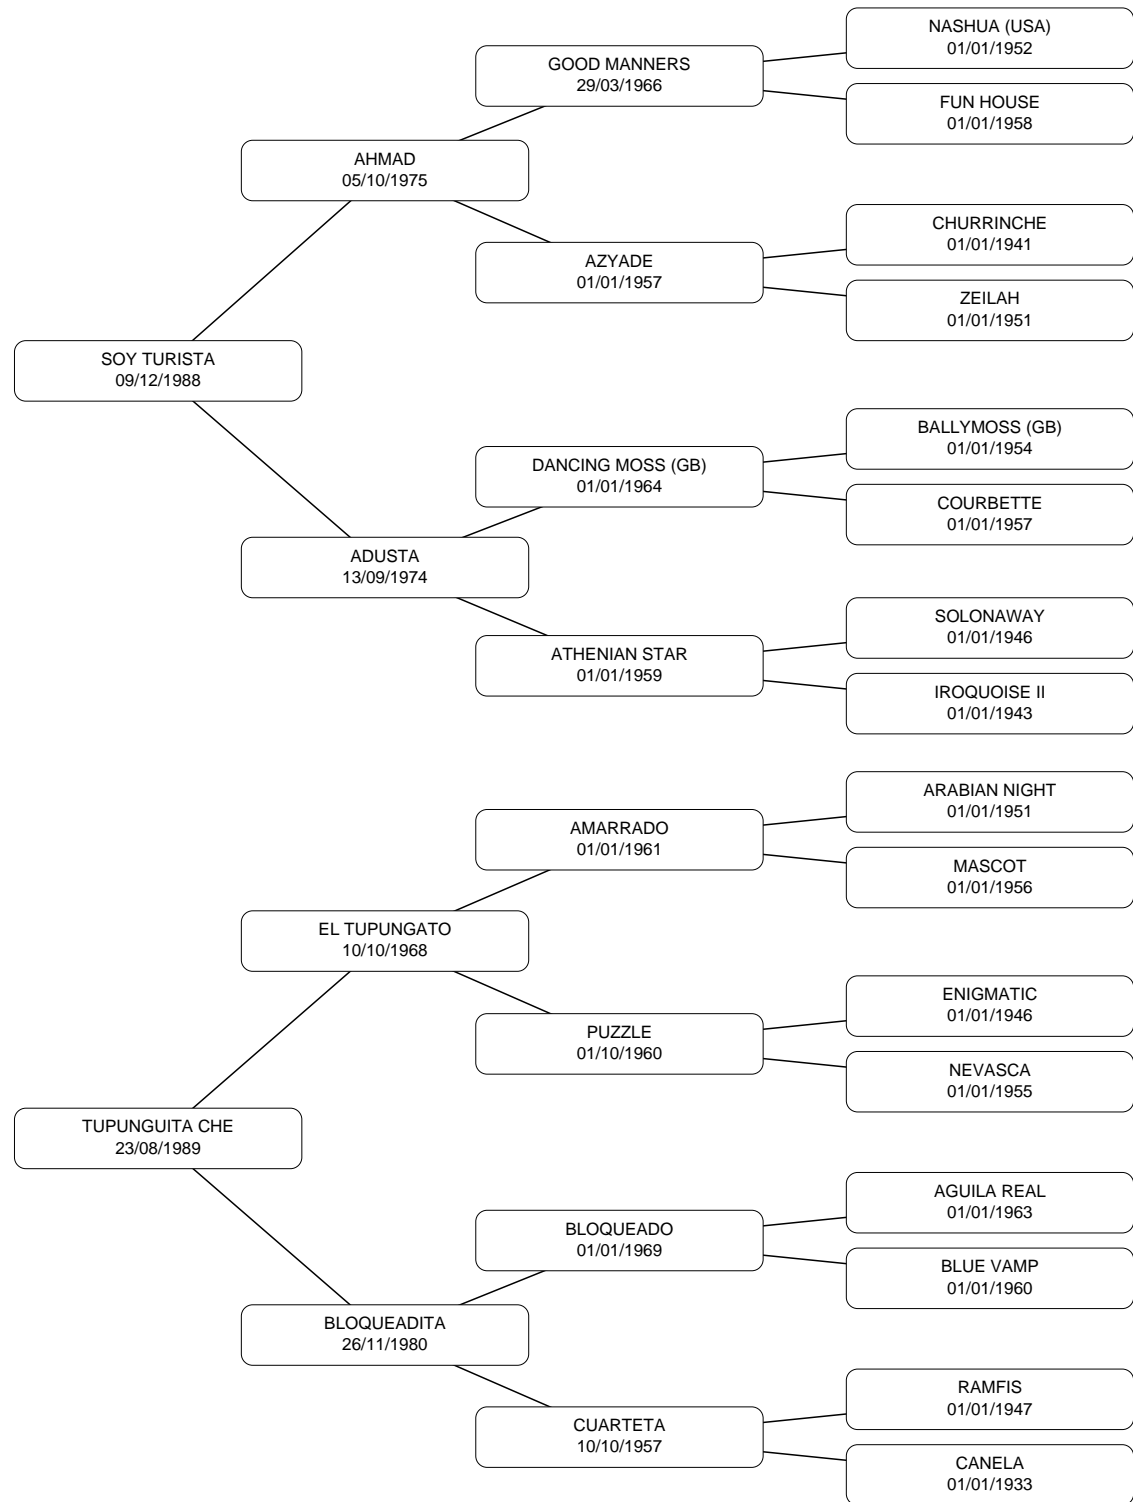 NASHUA (USA)
01/01/1952
GOOD MANNERS
29/03/1966
FUN HOUSE
01/01/1958
AHMAD
05/10/1975
CHURRINCHE
01/01/1941
AZYADE
01/01/1957
ZEILAH
01/01/1951
SOY TURISTA
09/12/1988
BALLYMOSS (GB)
01/01/1954
DANCING MOSS (GB)
01/01/1964
COURBETTE
01/01/1957
ADUSTA
13/09/1974
SOLONAWAY
01/01/1946
ATHENIAN STAR
01/01/1959
IROQUOISE II
01/01/1943
ARABIAN NIGHT
01/01/1951
AMARRADO
01/01/1961
MASCOT
01/01/1956
EL TUPUNGATO
10/10/1968
ENIGMATIC
01/01/1946
PUZZLE
01/10/1960
NEVASCA
01/01/1955
TUPUNGUITA CHE
23/08/1989
AGUILA REAL
01/01/1963
BLOQUEADO
01/01/1969
BLUE VAMP
01/01/1960
BLOQUEADITA
26/11/1980
RAMFIS
01/01/1947
CUARTETA
10/10/1957
CANELA
01/01/1933